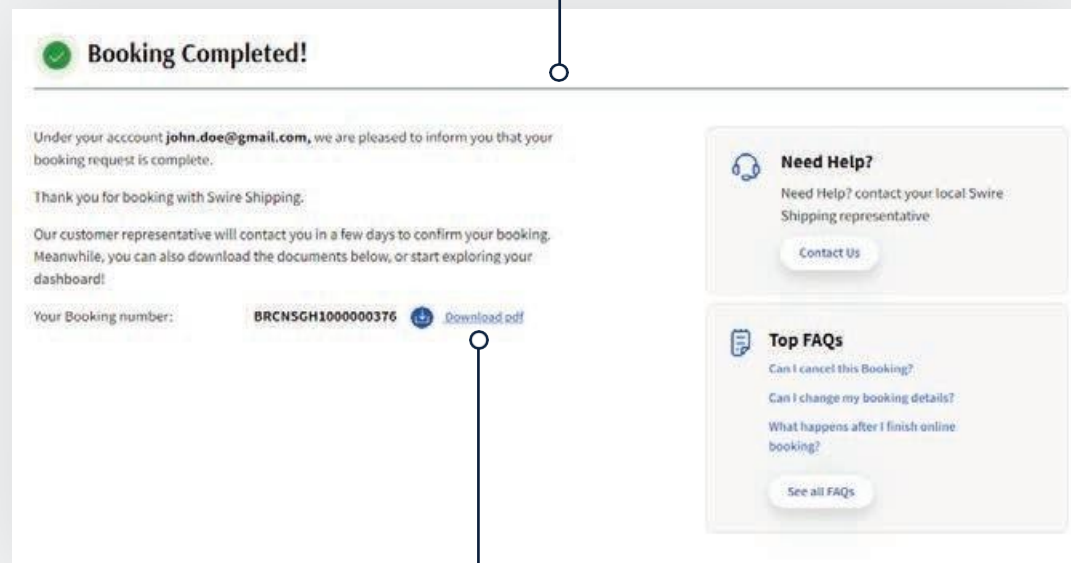 Booking Completed!
Under your acccount john.doe@gmail.com, we are pleased to inform you that your
booking request is complete.
Thank you for booking with Swire Shipping.
Our customer representative will contact you in a few days to confirm your booking.
Meanwhile, you can also download the documents below, or start exploring your
dashboard!
Your Booking number: BRCNSGH1000000376 Download pdf
Need Help?
Need Help? contact your local Swire
Shipping representative
Contact Us
Top FAQs
Can I cancel this Booking?
Can I change my booking details?
What happens after I finish online
booking?
See all FAQs